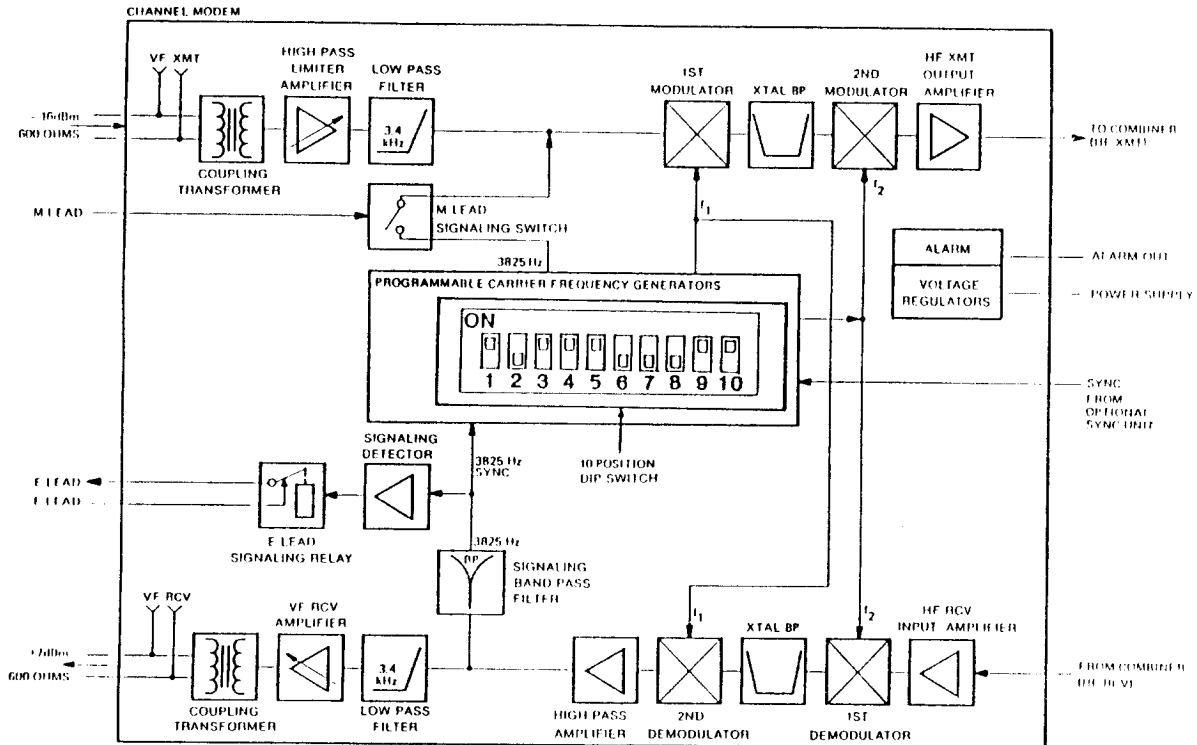 CHANNEL MODEM
VF XMT
HIGH PASS
LIMITER
AMPLIFIER
LOW PASS
FILTER
1ST
MODULATOR
XTAL BP
2ND
MODULATOR
HF XMT
OUTPUT
AMPLIFIER
-16dBm
600 OHMS
3.4
kHz
TO COMBINER
(HF XMT)
COUPLING
TRANSFORMER
f1
f2
M LEAD
M LEAD
SIGNALING SWITCH
3825 Hz
ALARM
ALARM OUT
VOLTAGE
REGULATORS
POWER SUPPLY
PROGRAMMABLE CARRIER FREQUENCY GENERATORS
ON
1 2 3 4 5 6 7 8 9 10
SYNC
FROM
OPTIONAL
SYNC UNIT
SIGNALING
DETECTOR
3825 Hz
SYNC
10 POSITION
DIP SWITCH
E LEAD
E LEAD
E LEAD
SIGNALING RELAY
3825 Hz
BP
SIGNALING
BAND PASS
FILTER
VF RCV
VF RCV
AMPLIFIER
f1
XTAL BP
f2
HF RCV
INPUT AMPLIFIER
+7dBm
600 OHMS
3.4
kHz
FROM COMBINER
COUPLING
TRANSFORMER
LOW PASS
FILTER
HIGH PASS
AMPLIFIER
2ND
DEMODULATOR
1ST
DEMODULATOR